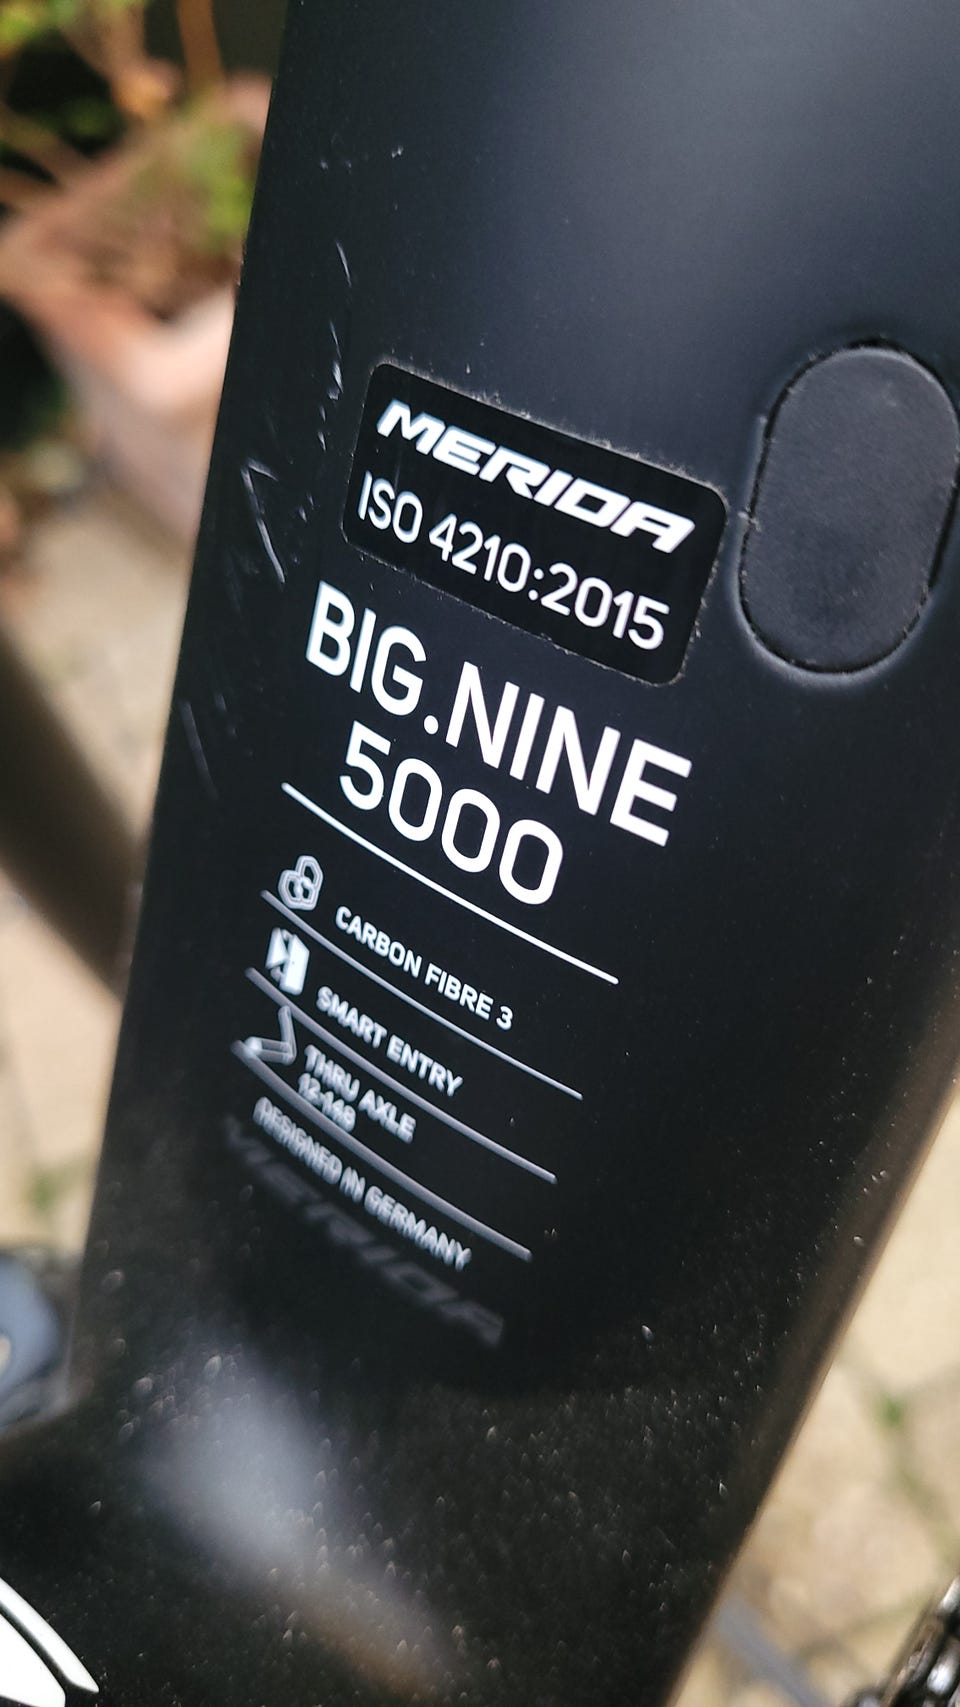 MERIDA
ISO 4210:2015
BIG.NINE
5000
CARBON FIBRE 3
SMART ENTRY
THRU AXLE
12-148
DESIGNED IN GERMANY
MERIDA